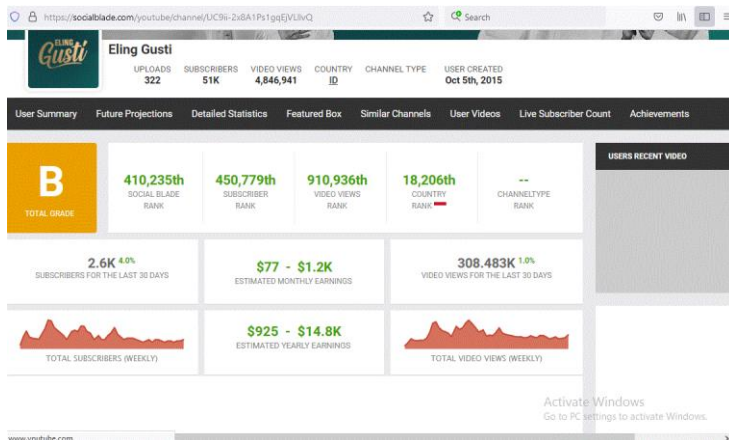 https://socialblade.com/youtube/channel/UC9ii-2x8A1Ps1gqEjVLlIvQ
Search
ELING
Gusti
Eling Gusti
UPLOADS SUBSCRIBERS VIDEO VIEWS COUNTRY CHANNEL TYPE USER CREATED
322 51K 4,846,941 ID Oct 5th, 2015
User Summary Future Projections Detailed Statistics Featured Box Similar Channels User Videos Live Subscriber Count Achievements
B
TOTAL GRADE
410,235th
SOCIAL BLADE
RANK
450,779th
SUBSCRIBER
RANK
910,936th
VIDEO VIEWS
RANK
18,206th
COUNTRY
RANK
--
CHANNELTYPE
RANK
USERS RECENT VIDEO
2.6K 4.0%
SUBSCRIBERS FOR THE LAST 30 DAYS
$77 - $1.2K
ESTIMATED MONTHLY EARNINGS
308.483K 1.0%
VIDEO VIEWS FOR THE LAST 30 DAYS
TOTAL SUBSCRIBERS (WEEKLY)
$925 - $14.8K
ESTIMATED YEARLY EARNINGS
TOTAL VIDEO VIEWS (WEEKLY)
Activate Windows
Go to PC settings to activate Windows.
www.youtube.com